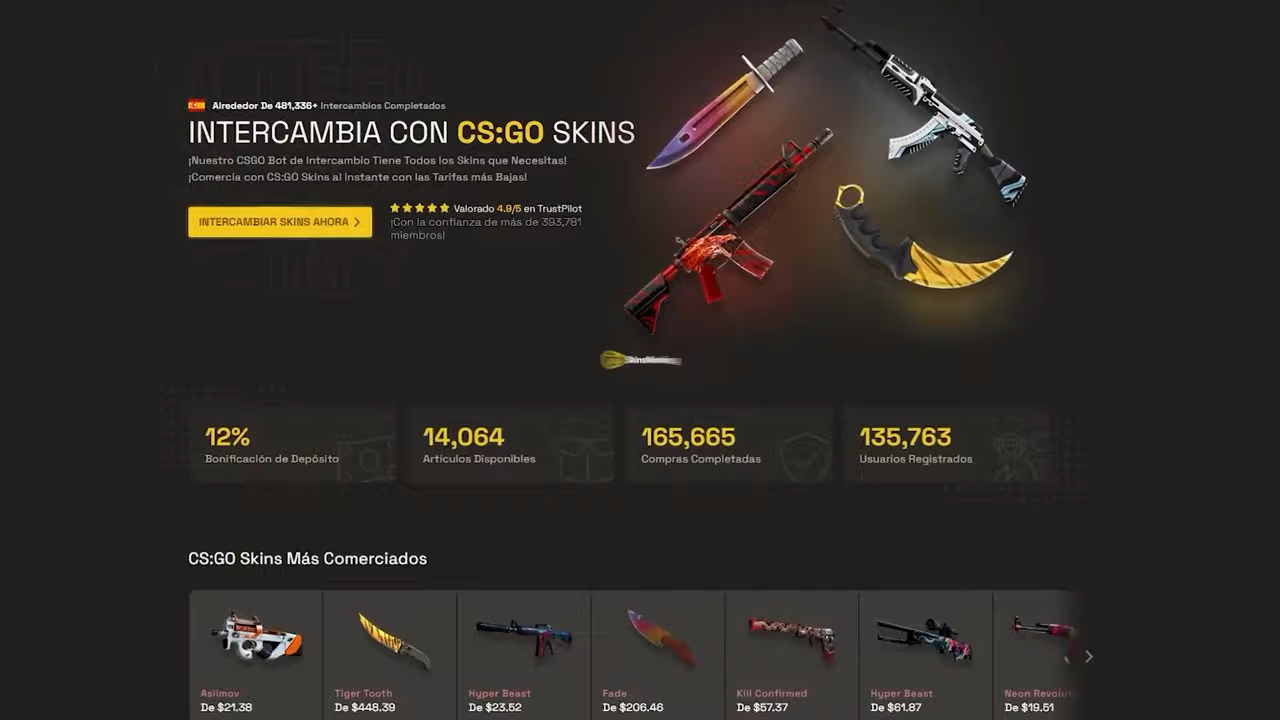 Alrededor De 481,336+ Intercambios Completados
INTERCAMBIA CON CS:GO SKINS
¡Nuestro CSGO Bot de Intercambio Tiene Todos los Skins que Necesitas!
¡Comercia con CS:GO Skins al Instante con las Tarifas más Bajas!
INTERCAMBIAR SKINS AHORA
Valorado 4.9/5 en TrustPilot
¡Con la confianza de más de 393,781
miembros!
12%
Bonificación de Depósito
14,064
Artículos Disponibles
165,665
Compras Completadas
135,763
Usuarios Registrados
CS:GO Skins Más Comerciados
Asiimov
De $21.38
Tiger Tooth
De $448.39
Hyper Beast
De $23.52
Fade
De $206.46
Kill Confirmed
De $57.37
Hyper Beast
De $61.87
Neon Revolut
De $19.51